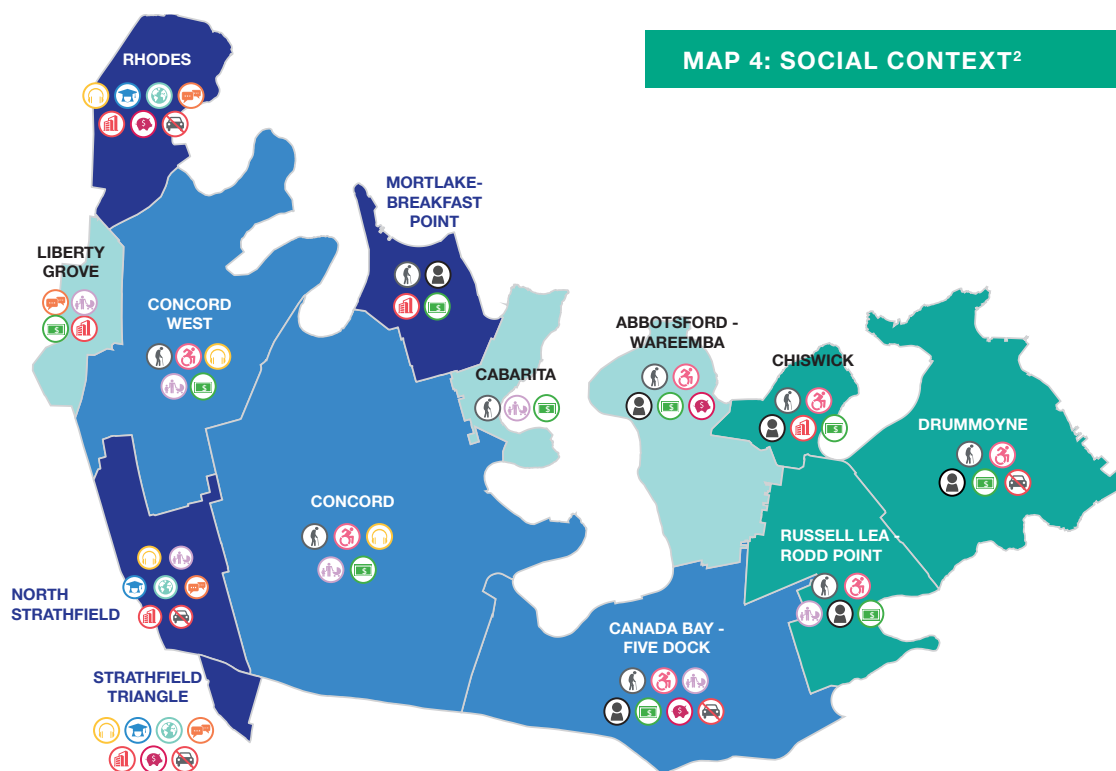 MAP 4: SOCIAL CONTEXT²
RHODES
MORTLAKE-
BREAKFAST
POINT
LIBERTY
GROVE
CONCORD
WEST
CABARITA
ABBOTSFORD -
WAREEMBA
CHISWICK
DRUMMOYNE
CONCORD
RUSSELL LEA -
RODD POINT
NORTH
STRATHFIELD
CANADA BAY -
FIVE DOCK
STRATHFIELD
TRIANGLE